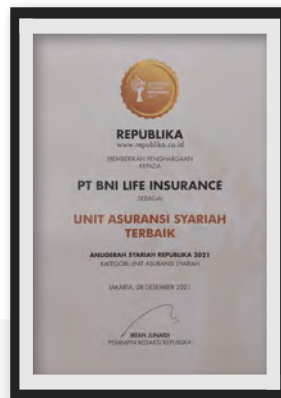 REPUBLIKA
www.republika.co.id
MEMBERIKAN PENGHARGAAN
KEPADA
PT BNI LIFE INSURANCE
SEBAGAI
UNIT ASURANSI SYARIAH
TERBAIK
ANUGERAH SYARIAH REPUBLIKA 2021
KATEGORI UNIT ASURANSI SYARIAH
JAKARTA, 08 DESEMBER 2021
IRFAN JUNAIDI
PEMIMPIN REDAKSI REPUBLIKA